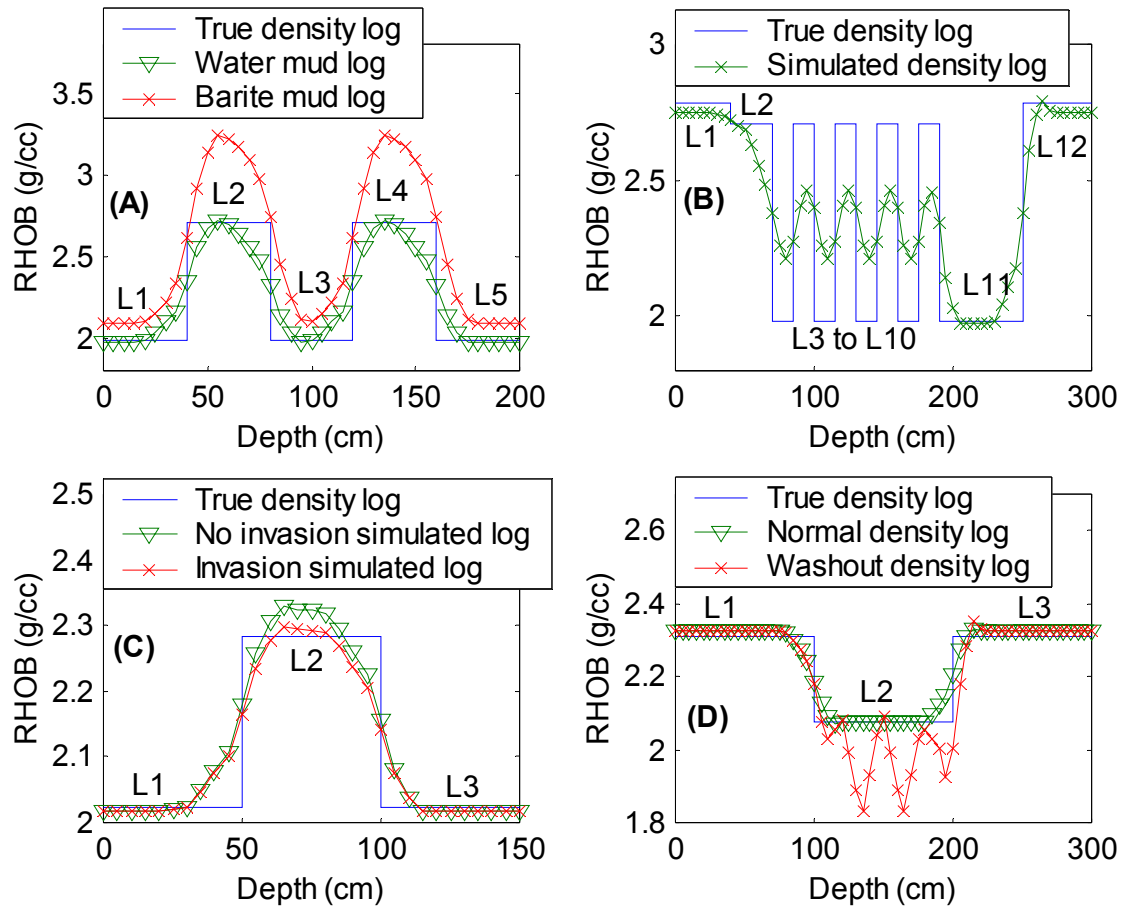 True density log
Water mud log
Barite mud log
3.5
3
2.5
2
RHOB (g/cc)
(A)
L1
L2
L3
L4
L5
0
50
100
150
200
Depth (cm)
True density log
Simulated density log
3
2.5
2
RHOB (g/cc)
(B)
L1
L2
L3 to L10
L11
L12
0
100
200
300
Depth (cm)
True density log
No invasion simulated log
Invasion simulated log
2.5
2.4
2.3
2.2
2.1
2
RHOB (g/cc)
(C)
L1
L2
L3
0
50
100
150
Depth (cm)
True density log
Normal density log
Washout density log
2.6
2.4
2.2
2
1.8
RHOB (g/cc)
(D)
L1
L2
L3
0
100
200
300
Depth (cm)